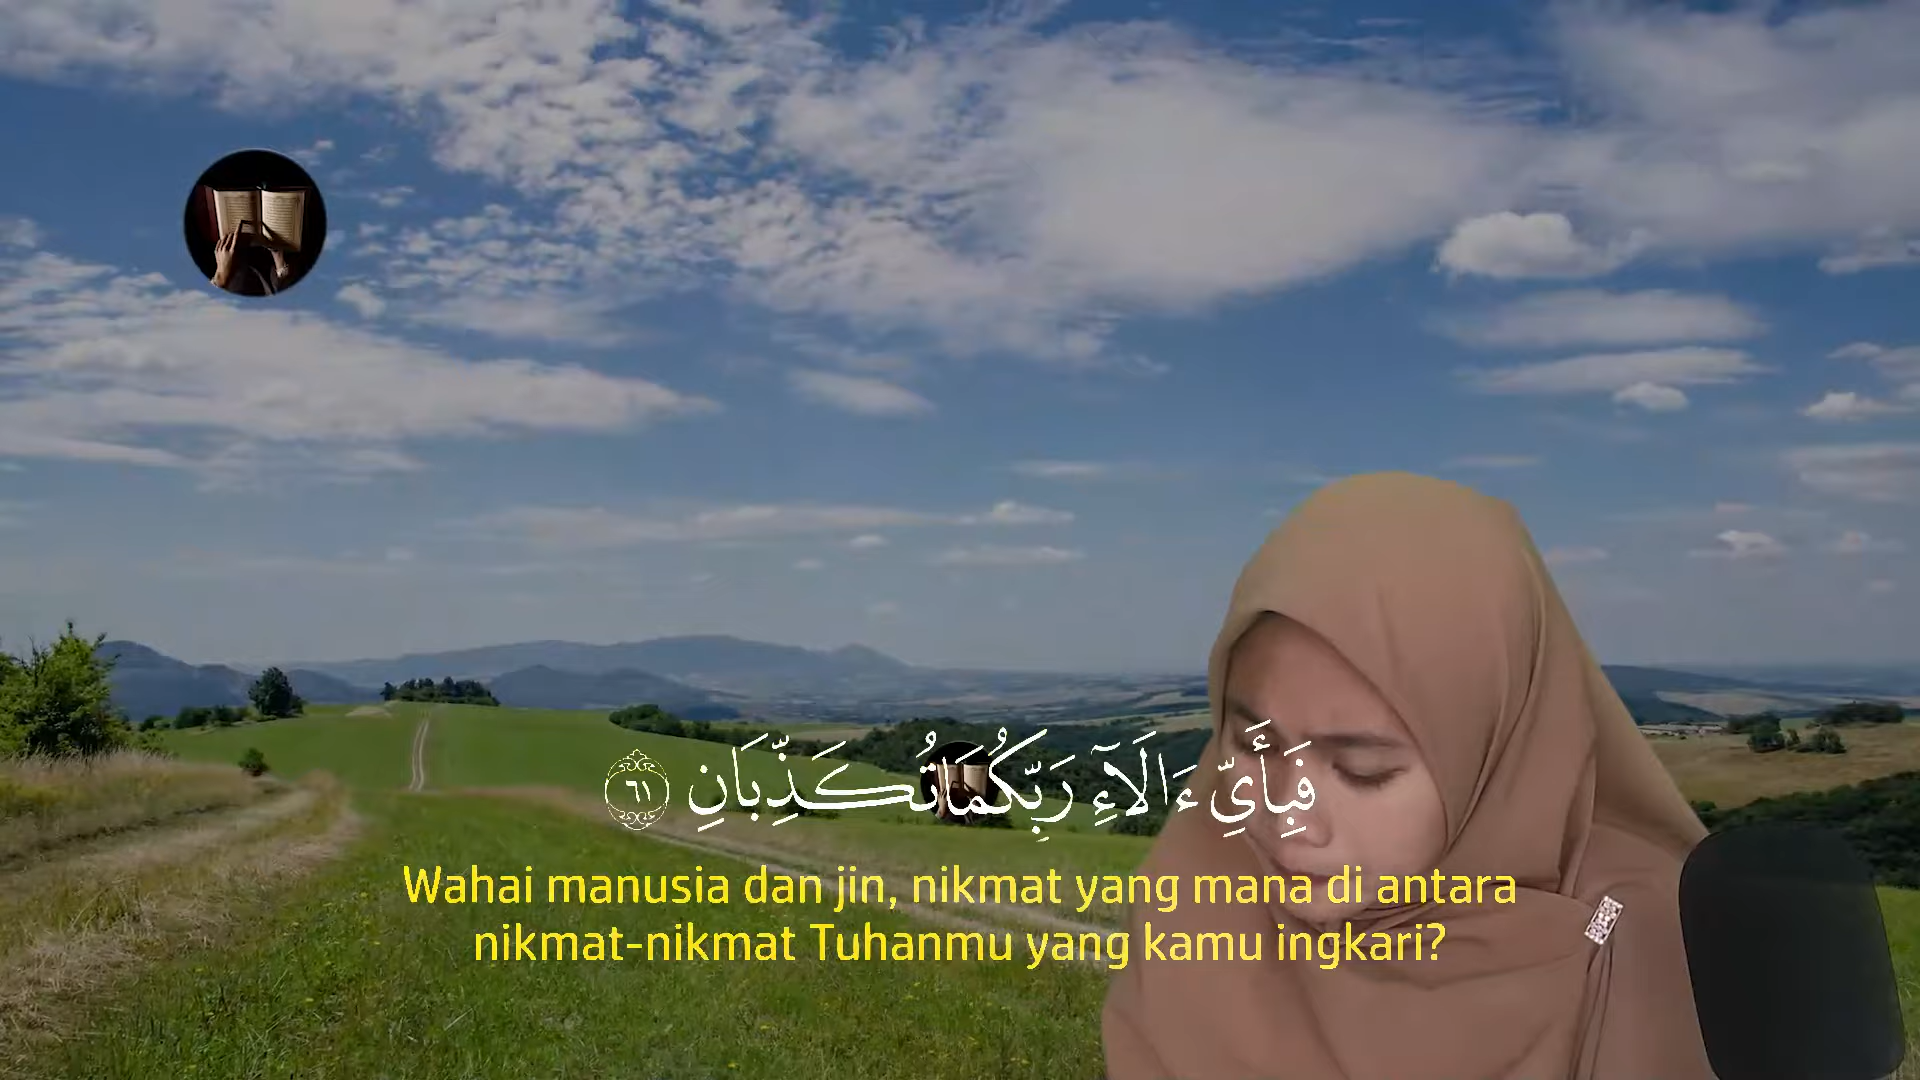 فَبِأَيِّ ءَالَآءِ رَبِّكُمَا تُكَذِّبَانِ ٦١
Wahai manusia dan jin, nikmat yang mana di antara
nikmat-nikmat Tuhanmu yang kamu ingkari?